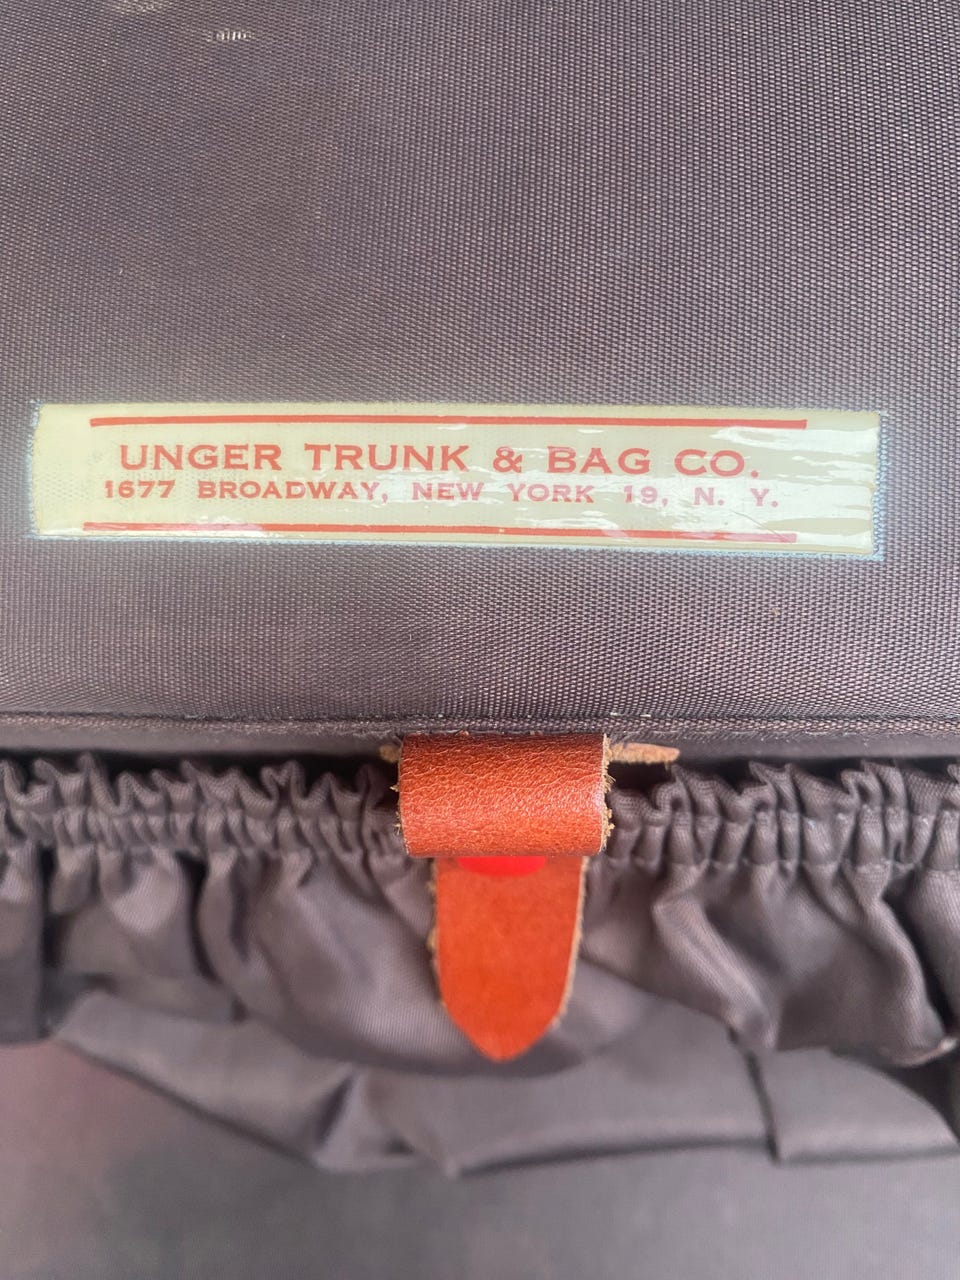 UNGER TRUNK & BAG CO.
1677 BROADWAY, NEW YORK 19, N. Y.